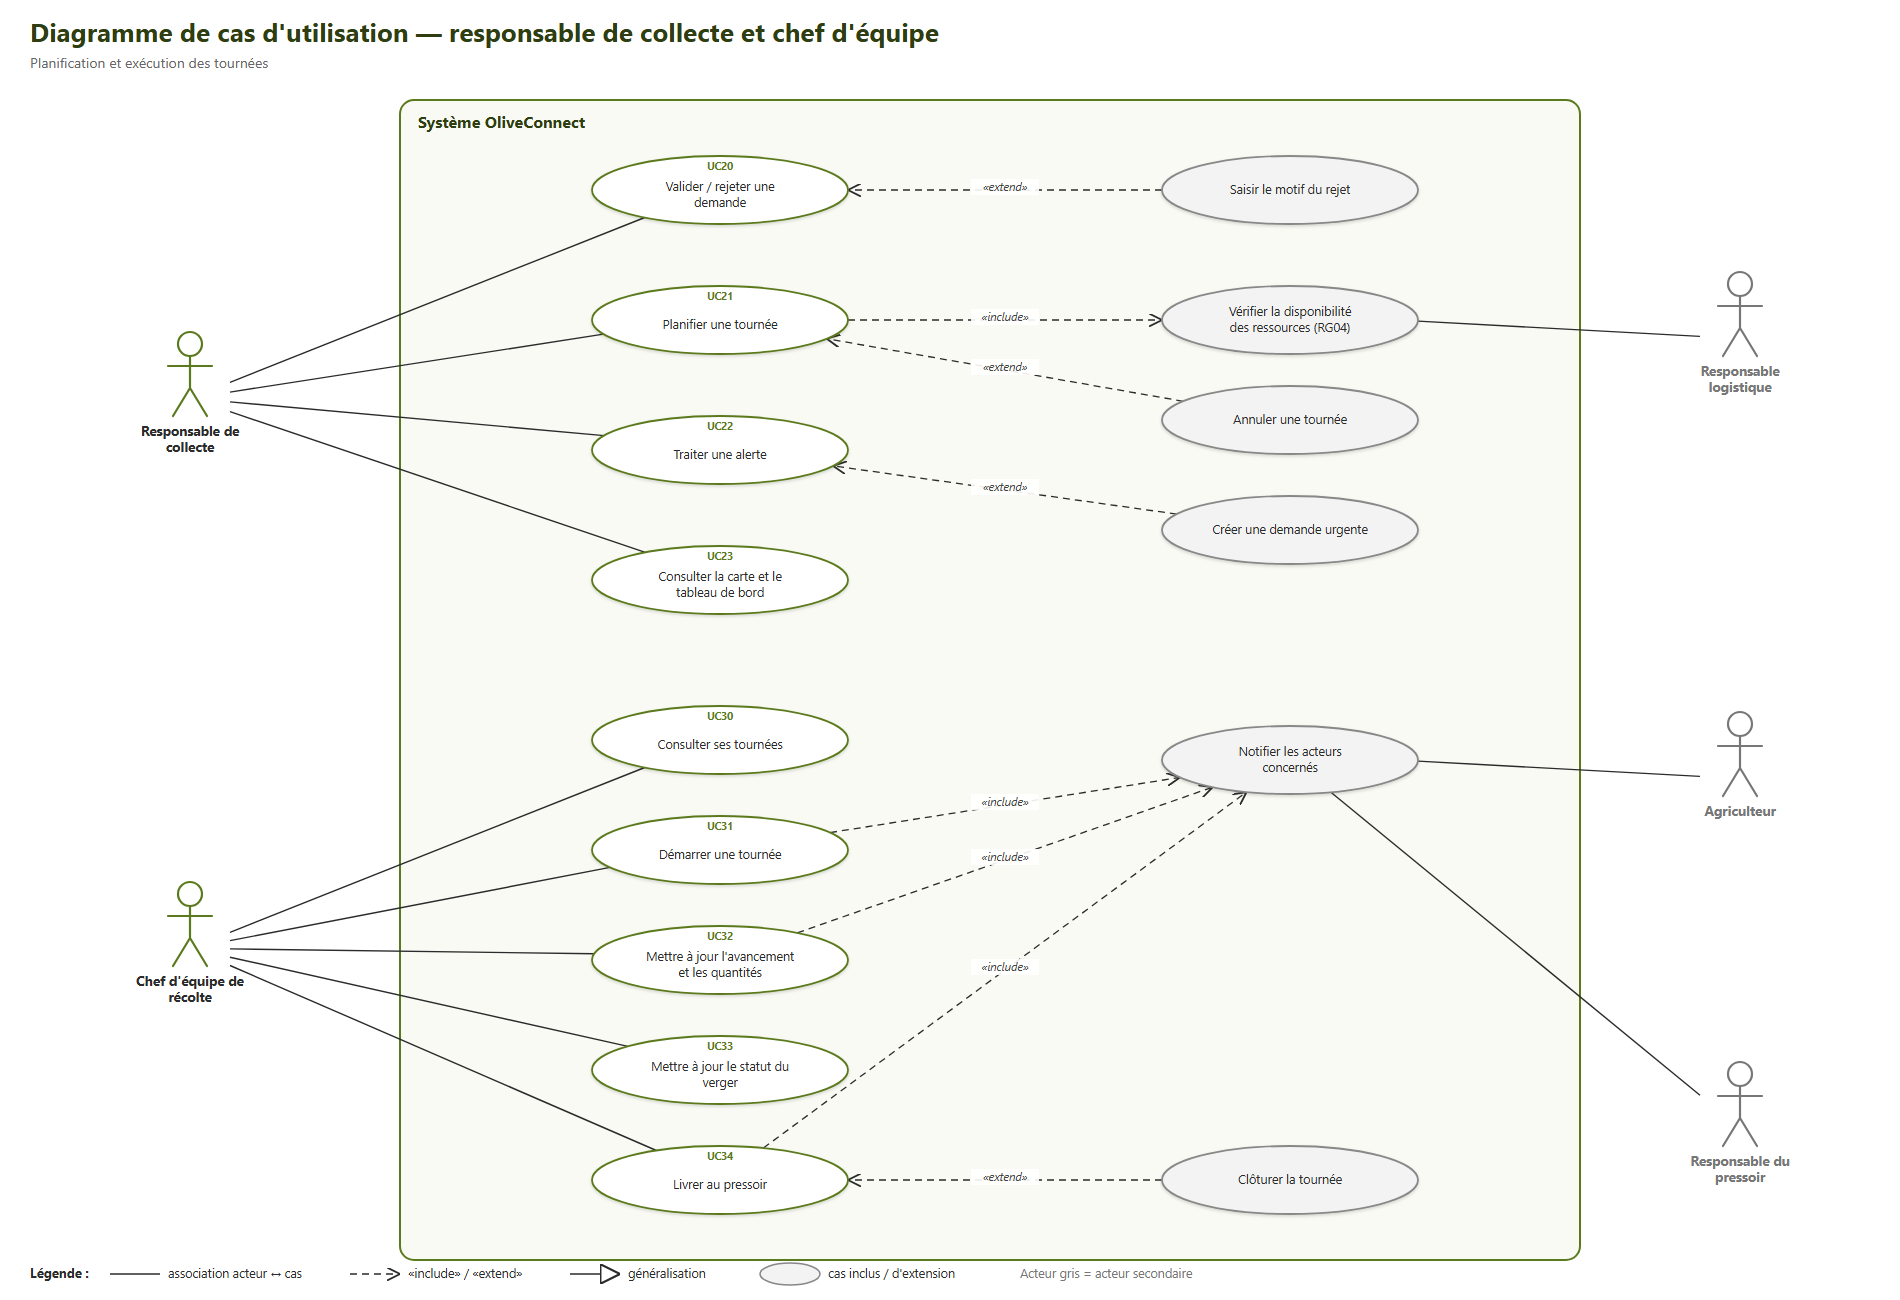 Diagramme de cas d'utilisation — responsable de collecte et chef d'équipe
Planification et exécution des tournées
Système OliveConnect
UC20
Valider / rejeter une
demande
«extend»
Saisir le motif du rejet
UC21
Planifier une tournée
«include»
Vérifier la disponibilité
des ressources (RG04)
Responsable
logistique
«extend»
Annuler une tournée
Responsable de
collecte
UC22
Traiter une alerte
«extend»
Créer une demande urgente
UC23
Consulter la carte et le
tableau de bord
UC30
Consulter ses tournées
Notifier les acteurs
concernés
Agriculteur
«include»
UC31
Démarrer une tournée
«include»
UC32
Mettre à jour l'avancement
et les quantités
«include»
Chef d'équipe de
récolte
UC33
Mettre à jour le statut du
verger
UC34
Livrer au pressoir
«extend»
Clôturer la tournée
Responsable du
pressoir
Légende :
association acteur ↔ cas
«include» / «extend»
généralisation
cas inclus / d'extension
Acteur gris = acteur secondaire